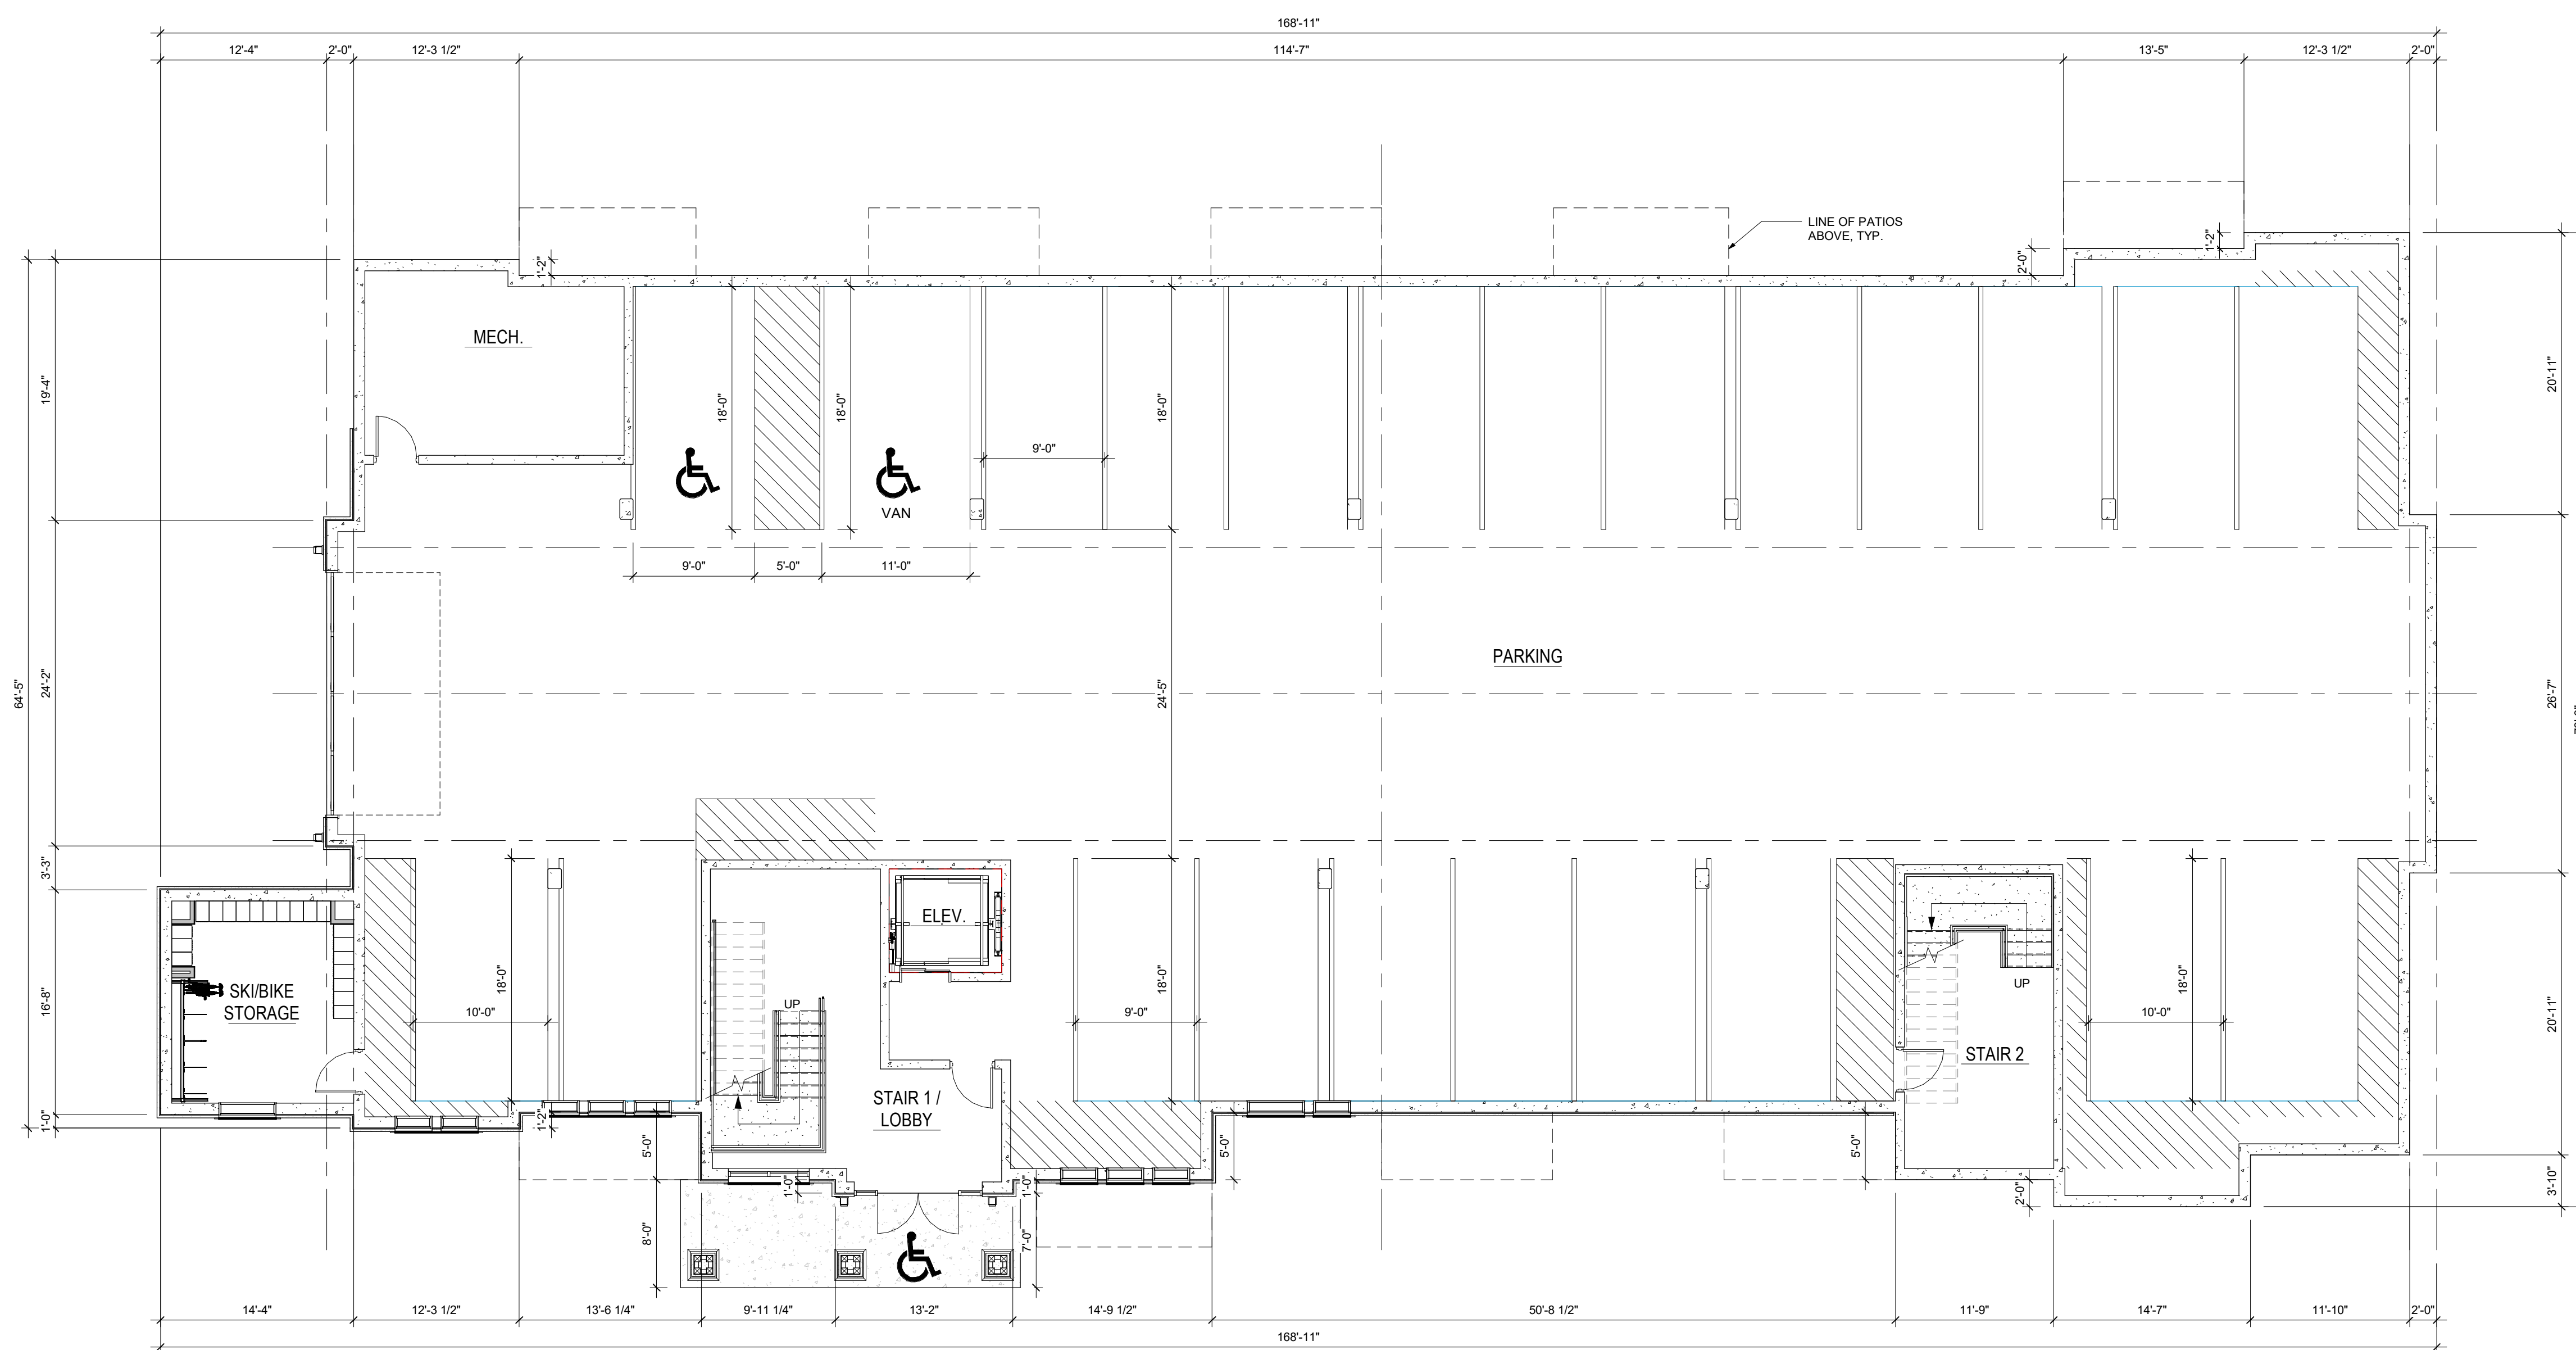 168'-11"
12'-4" 2'-0" 12'-3 1/2" 114'-7" 13'-5" 12'-3 1/2" 2'-0"
LINE OF PATIOS
ABOVE, TYP.
1'-2" 2'-0" 1'-2"
MECH.
19'-4" 18'-0" 18'-0" 18'-0" 20'-11"
9'-0"
VAN
9'-0" 5'-0" 11'-0"
PARKING
64'-5" 24'-2" 24'-5" 26'-7"
3'-3"
ELEV.
SKI/BIKE
STORAGE
16'-8" 18'-0" 18'-0" 18'-0" 20'-11"
UP UP
10'-0" 9'-0" 10'-0"
STAIR 2
STAIR 1 /
LOBBY
1'-0" 1'-2" 5'-0" 5'-0" 5'-0"
1'-0" 1'-0" 2'-0" 3'-10"
8'-0" 7'-0"
14'-4" 12'-3 1/2" 13'-6 1/4" 9'-11 1/4" 13'-2" 14'-9 1/2" 50'-8 1/2" 11'-9" 14'-7" 11'-10" 2'-0"
168'-11"